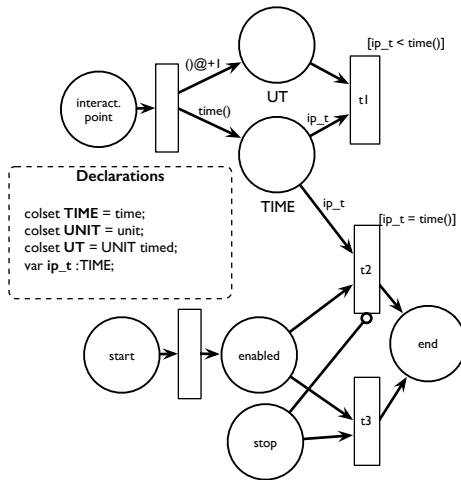 [ip_t < time()]
()@+1
interact.
point
UT
t1
time()
ip_t
TIME
Declarations
colset TIME = time;
colset UNIT = unit;
colset UT = UNIT timed;
var ip_t :TIME;
ip_t
[ip_t = time()]
t2
start
enabled
end
stop
t3